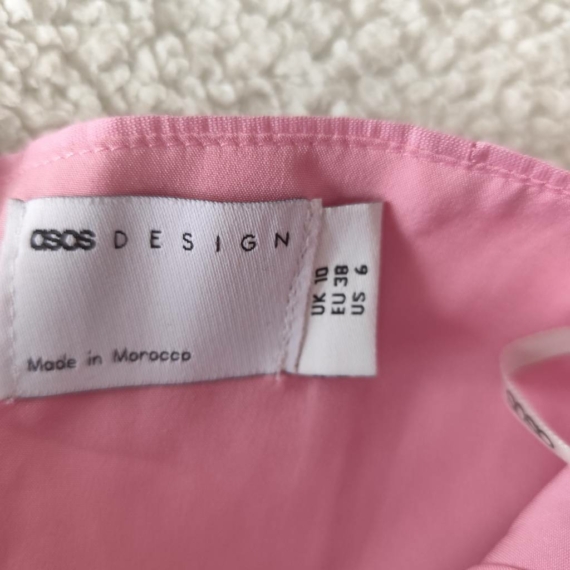 asos DESIGN
Made in Morocco
UK 10
EU 38
US 6